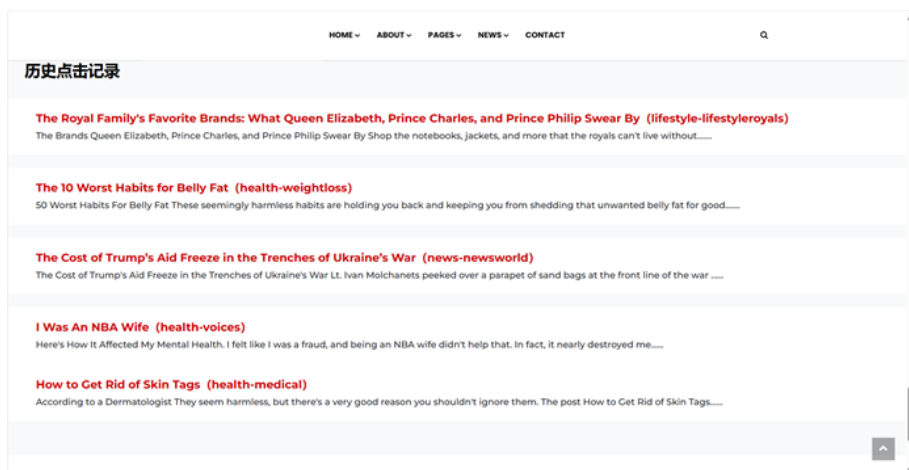 HOME ABOUT PAGES NEWS CONTACT
历史点击记录
The Royal Family's Favorite Brands: What Queen Elizabeth, Prince Charles, and Prince Philip Swear By (lifestyle-lifestyleroyals)
The Brands Queen Elizabeth, Prince Charles, and Prince Philip Swear By Shop the notebooks, jackets, and more that the royals can't live without......
The 10 Worst Habits for Belly Fat (health-weightloss)
50 Worst Habits For Belly Fat These seemingly harmless habits are holding you back and keeping you from shedding that unwanted belly fat for good......
The Cost of Trump's Aid Freeze in the Trenches of Ukraine's War (news-newsworld)
The Cost of Trump's Aid Freeze in the Trenches of Ukraine's War Lt. Ivan Molchanets peeked over a parapet of sand bags at the front line of the war ......
I Was An NBA Wife (health-voices)
Here's How It Affected My Mental Health. I felt like I was a fraud, and being an NBA wife didn't help that. In fact, it nearly destroyed me......
How to Get Rid of Skin Tags (health-medical)
According to a Dermatologist They seem harmless, but there's a very good reason you shouldn't ignore them. The post How to Get Rid of Skin Tags......